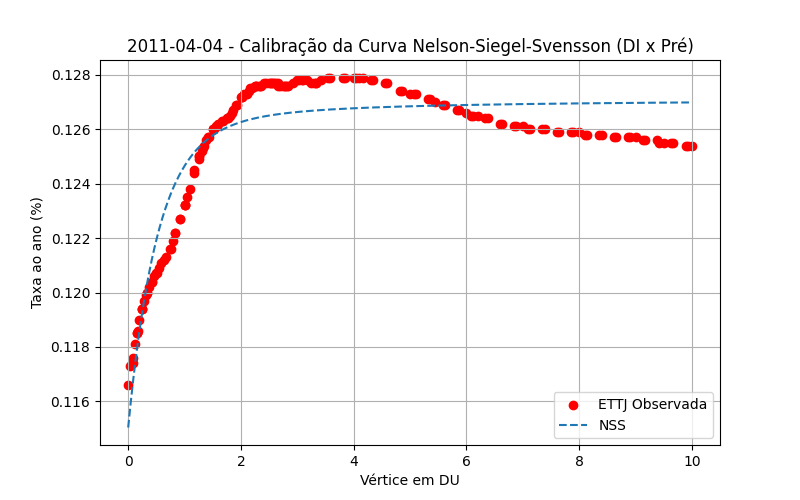 2011-04-04 - Calibração da Curva Nelson-Siegel-Svensson (DI x Pré)
0.128
0.126
0.124
0.122
0.120
0.118
0.116
Taxa ao ano (%)
ETTJ Observada
NSS
0 2 4 6 8 10
Vértice em DU